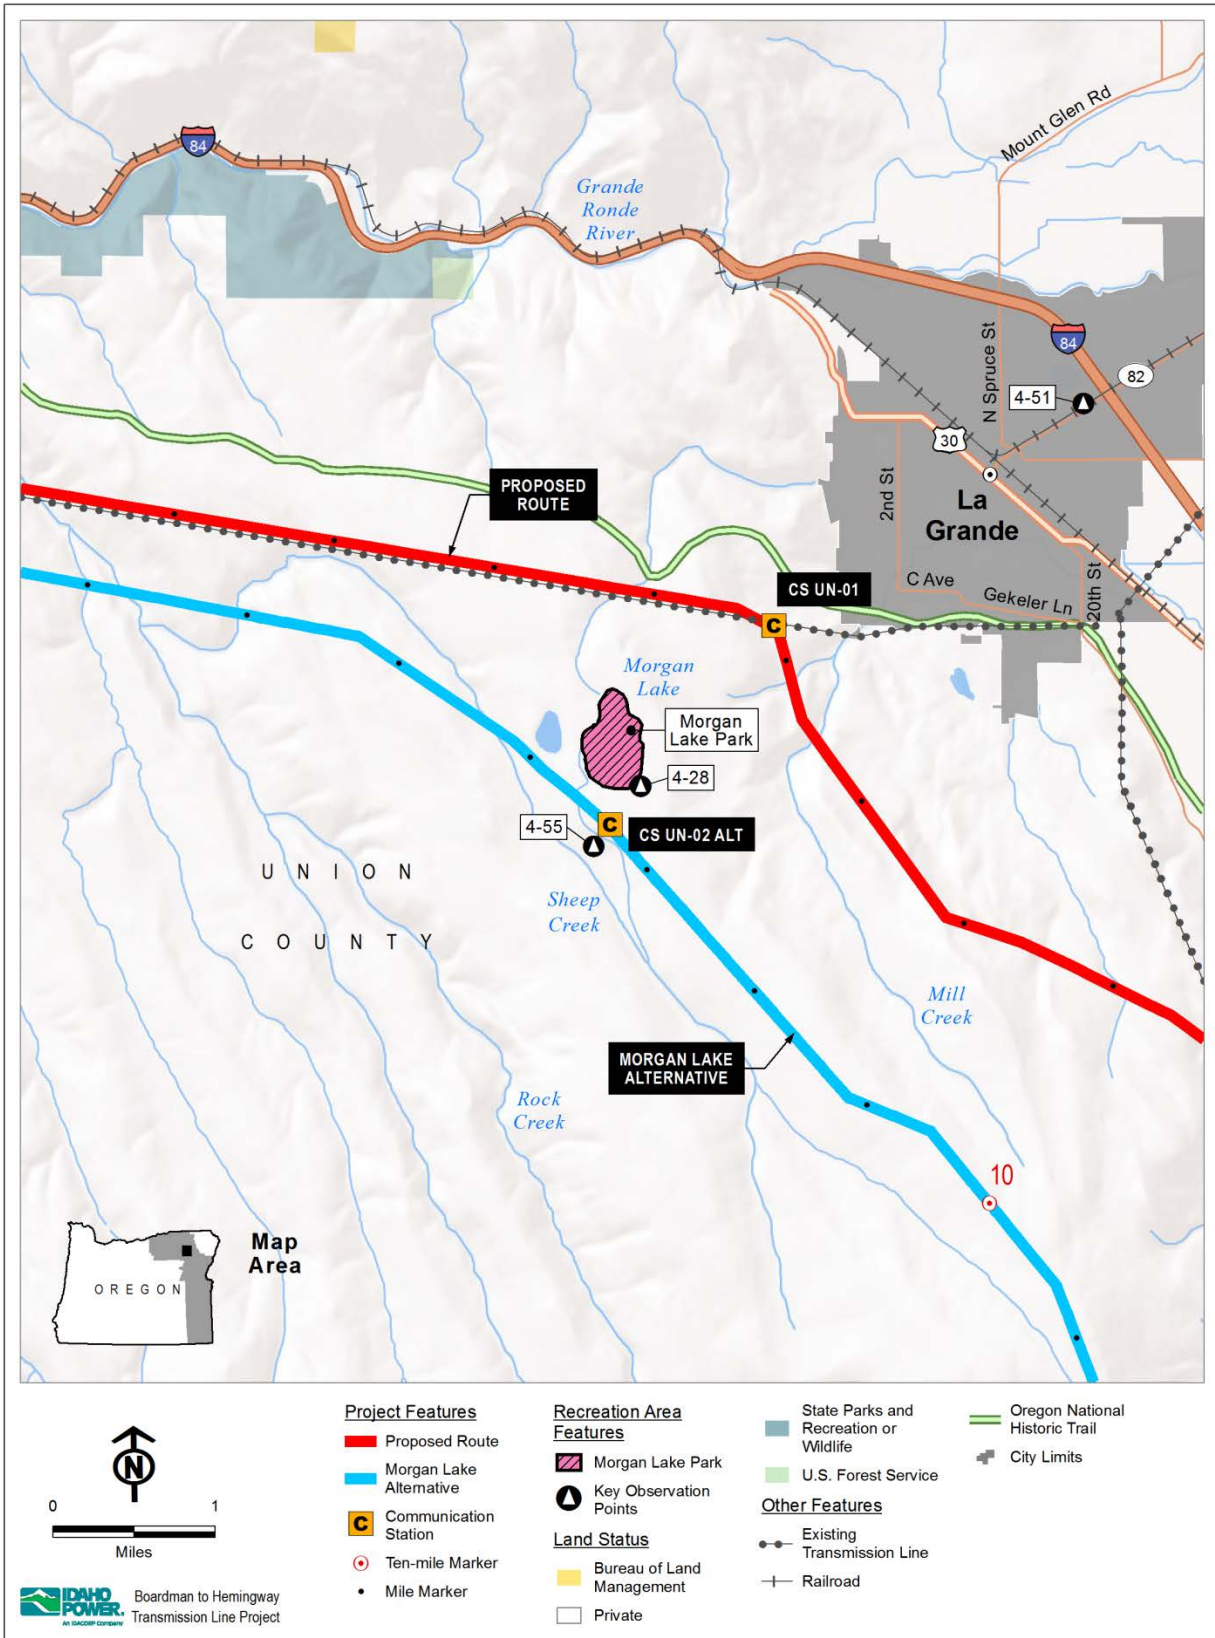 84
Mount Glen Rd
Grande
Ronde
River
N Spruce St
84
82
4-51
30
2nd St
La
Grande
PROPOSED
ROUTE
CS UN-01
C Ave
Gekeler Ln
20th St
C
Morgan
Lake
Morgan
Lake Park
4-28
4-55
C
CS UN-02 ALT
UNION
COUNTY
Sheep
Creek
Mill
Creek
MORGAN LAKE
ALTERNATIVE
Rock
Creek
10
Map
Area
OREGON
N
0 1
Miles
IDAHO
POWER.
An IDACORP Company
Boardman to Hemingway
Transmission Line Project
Project Features
Proposed Route
Morgan Lake
Alternative
C
Communication
Station
Ten-mile Marker
Mile Marker
Recreation Area
Features
Morgan Lake Park
Key Observation
Points
Land Status
Bureau of Land
Management
Private
State Parks and
Recreation or
Wildlife
U.S. Forest Service
Other Features
Existing
Transmission Line
Railroad
Oregon National
Historic Trail
City Limits